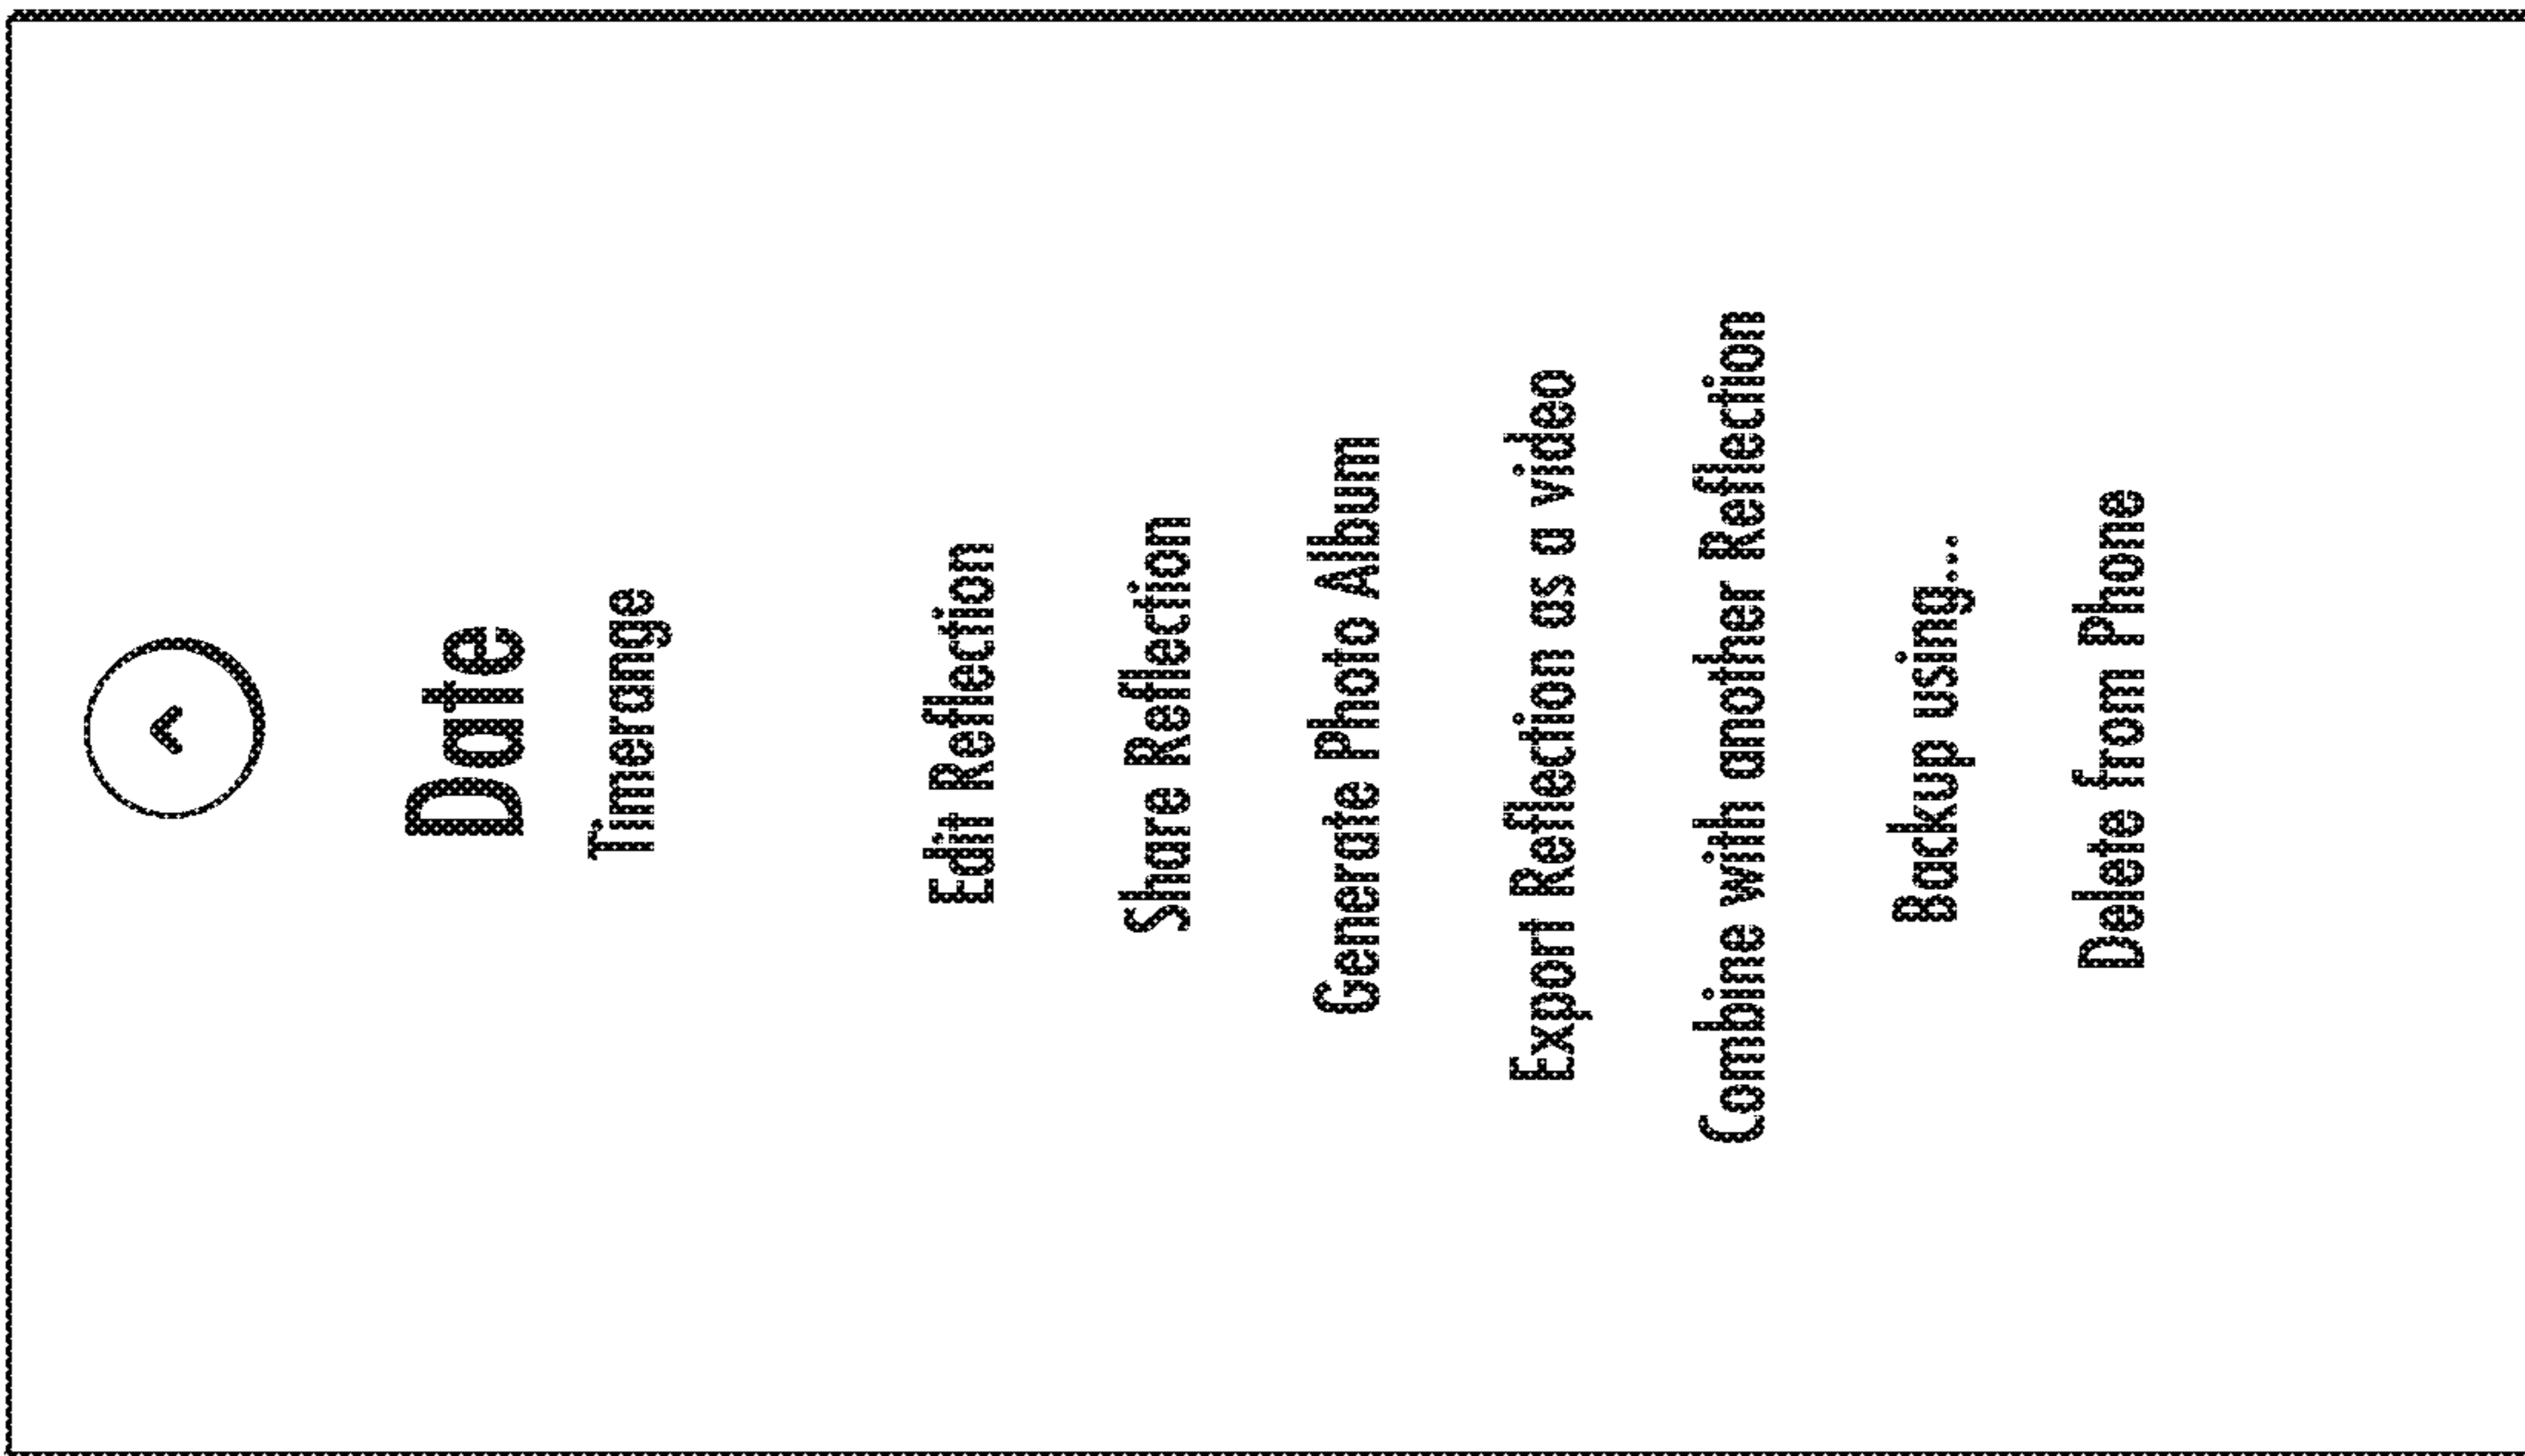 Date
Timerange
Edit Reflection
Share Reflection
Generate Photo Album
Export Reflection as a video
Combine with another Reflection
Backup using...
Delete from Phone